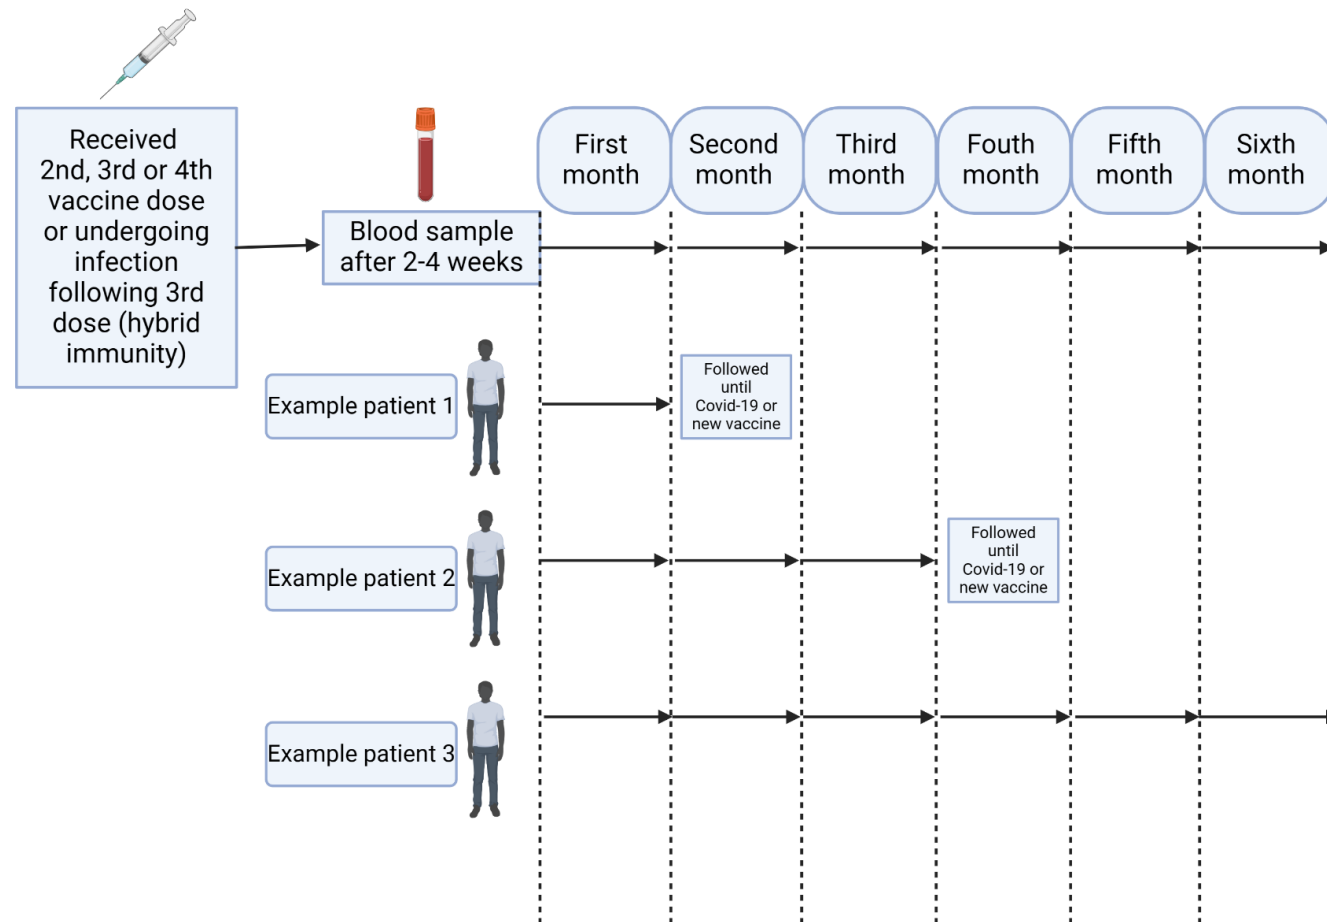 Received
2nd, 3rd or 4th
vaccine dose
or undergoing
infection
following 3rd
dose (hybrid
immunity)
Blood sample
after 2-4 weeks
First
month
Second
month
Third
month
Fouth
month
Fifth
month
Sixth
month
Example patient 1
Followed
until
Covid-19 or
new vaccine
Example patient 2
Followed
until
Covid-19 or
new vaccine
Example patient 3